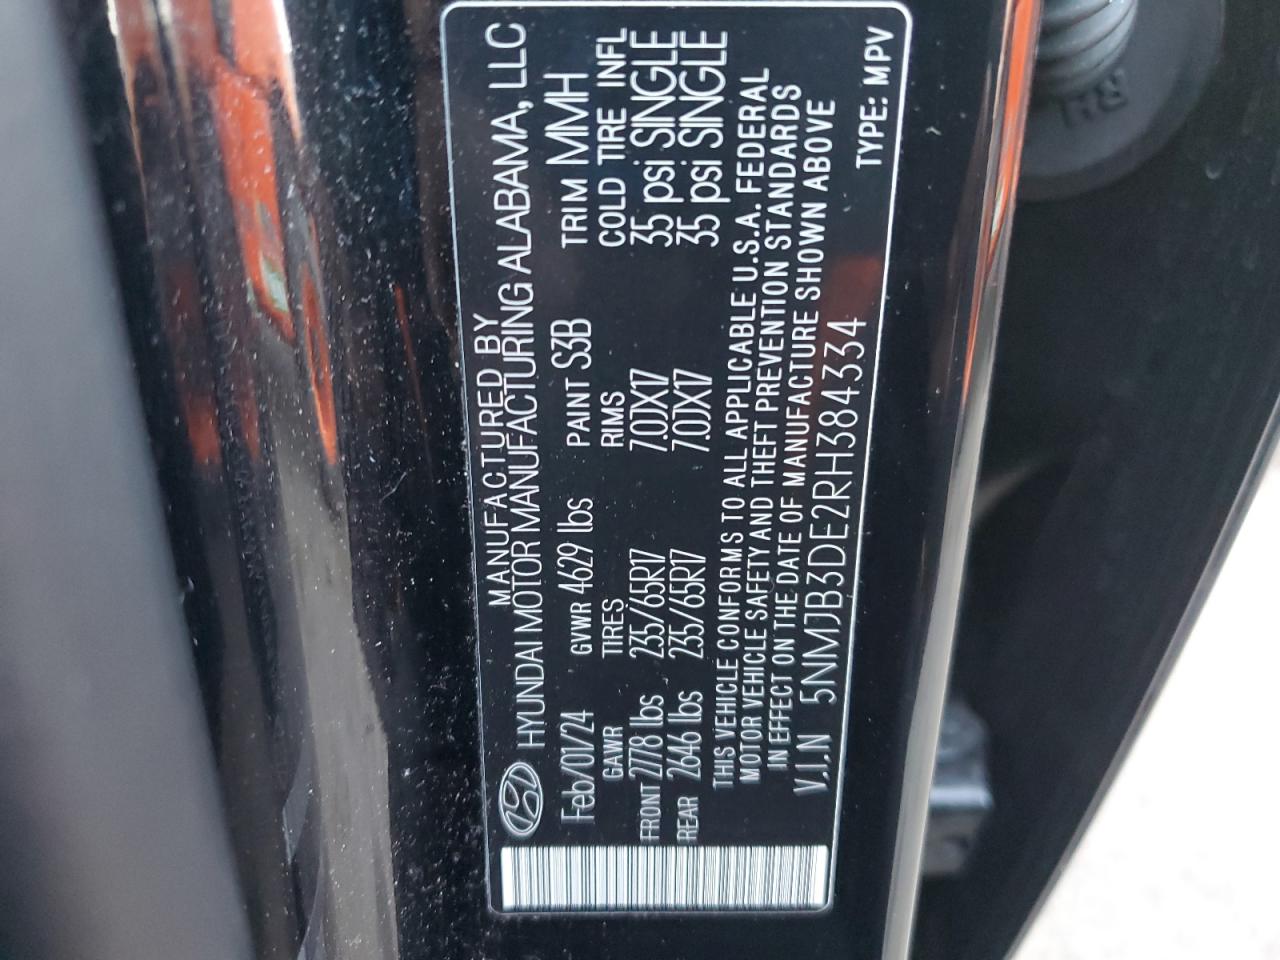 MANUFACTURED BY
HYUNDAI MOTOR MANUFACTURING ALABAMA, LLC
Feb/01/24 GVWR 4629 lbs PAINT S3B TRIM MMH
GAWR TIRES RIMS COLD TIRE INFL
FRONT 2778 lbs 235/65R17 7.0JX17 35 psi SINGLE
REAR 2646 lbs 235/65R17 7.0JX17 35 psi SINGLE
THIS VEHICLE CONFORMS TO ALL APPLICABLE U.S.A. FEDERAL
MOTOR VEHICLE SAFETY AND THEFT PREVENTION STANDARDS
IN EFFECT ON THE DATE OF MANUFACTURE SHOWN ABOVE
V.I.N 5NMJB3DE2RH384334
TYPE: MPV